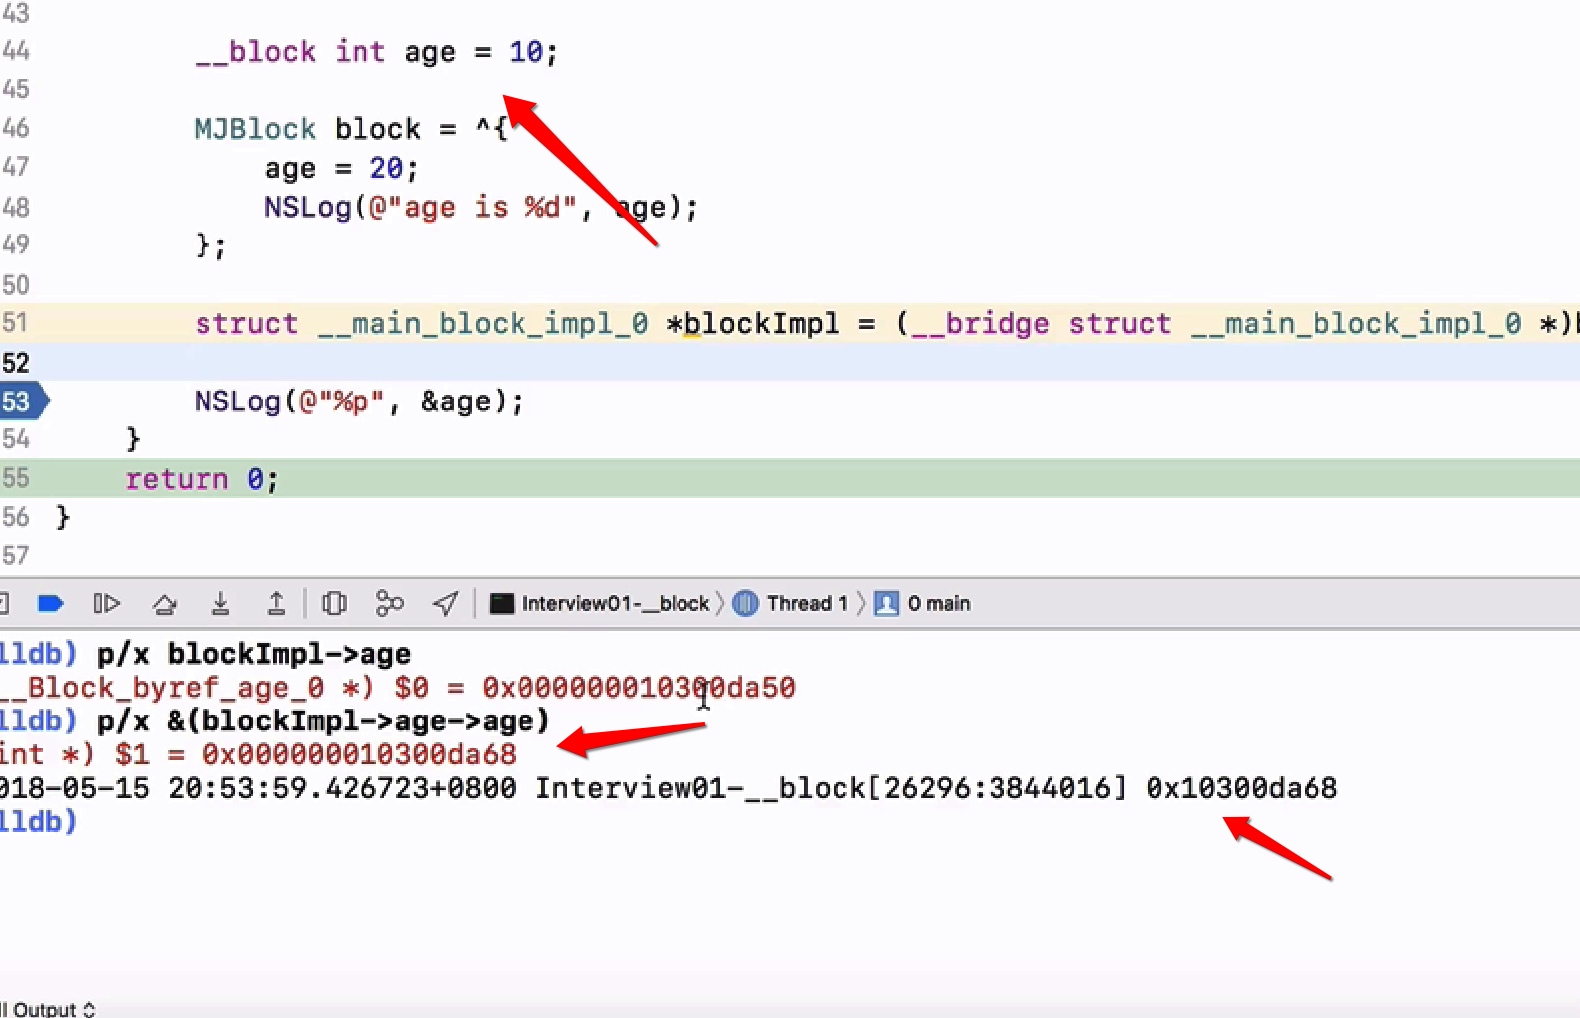 43
44 __block int age = 10;
45
46 MJBlock block = ^{
47 age = 20;
48 NSLog(@"age is %d", age);
49 };
50
51 struct __main_block_impl_0 *blockImpl = (__bridge struct __main_block_impl_0 *)b
52
53 NSLog(@"%p", &age);
54 }
55 return 0;
56 }
57
Interview01-__block Thread 1 0 main
lldb) p/x blockImpl->age
__Block_byref_age_0 *) $0 = 0x000000010300da50
lldb) p/x &(blockImpl->age->age)
int *) $1 = 0x000000010300da68
018-05-15 20:53:59.426723+0800 Interview01-__block[26296:3844016] 0x10300da68
lldb)
ll Output